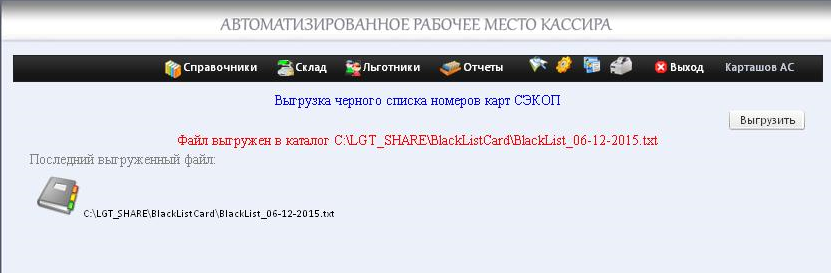 АВТОМАТИЗИРОВАННОЕ РАБОЧЕЕ МЕСТО КАССИРА
Справочники Склад Льготники Отчеты Выход Карташов АС
Выгрузка черного списка номеров карт СЭКОП
Выгрузить
Файл выгружен в каталог C:\LGT_SHARE\BlackListCard\BlackList_06-12-2015.txt
Последний выгруженный файл:
C:\LGT_SHARE\BlackListCard\BlackList_06-12-2015.txt